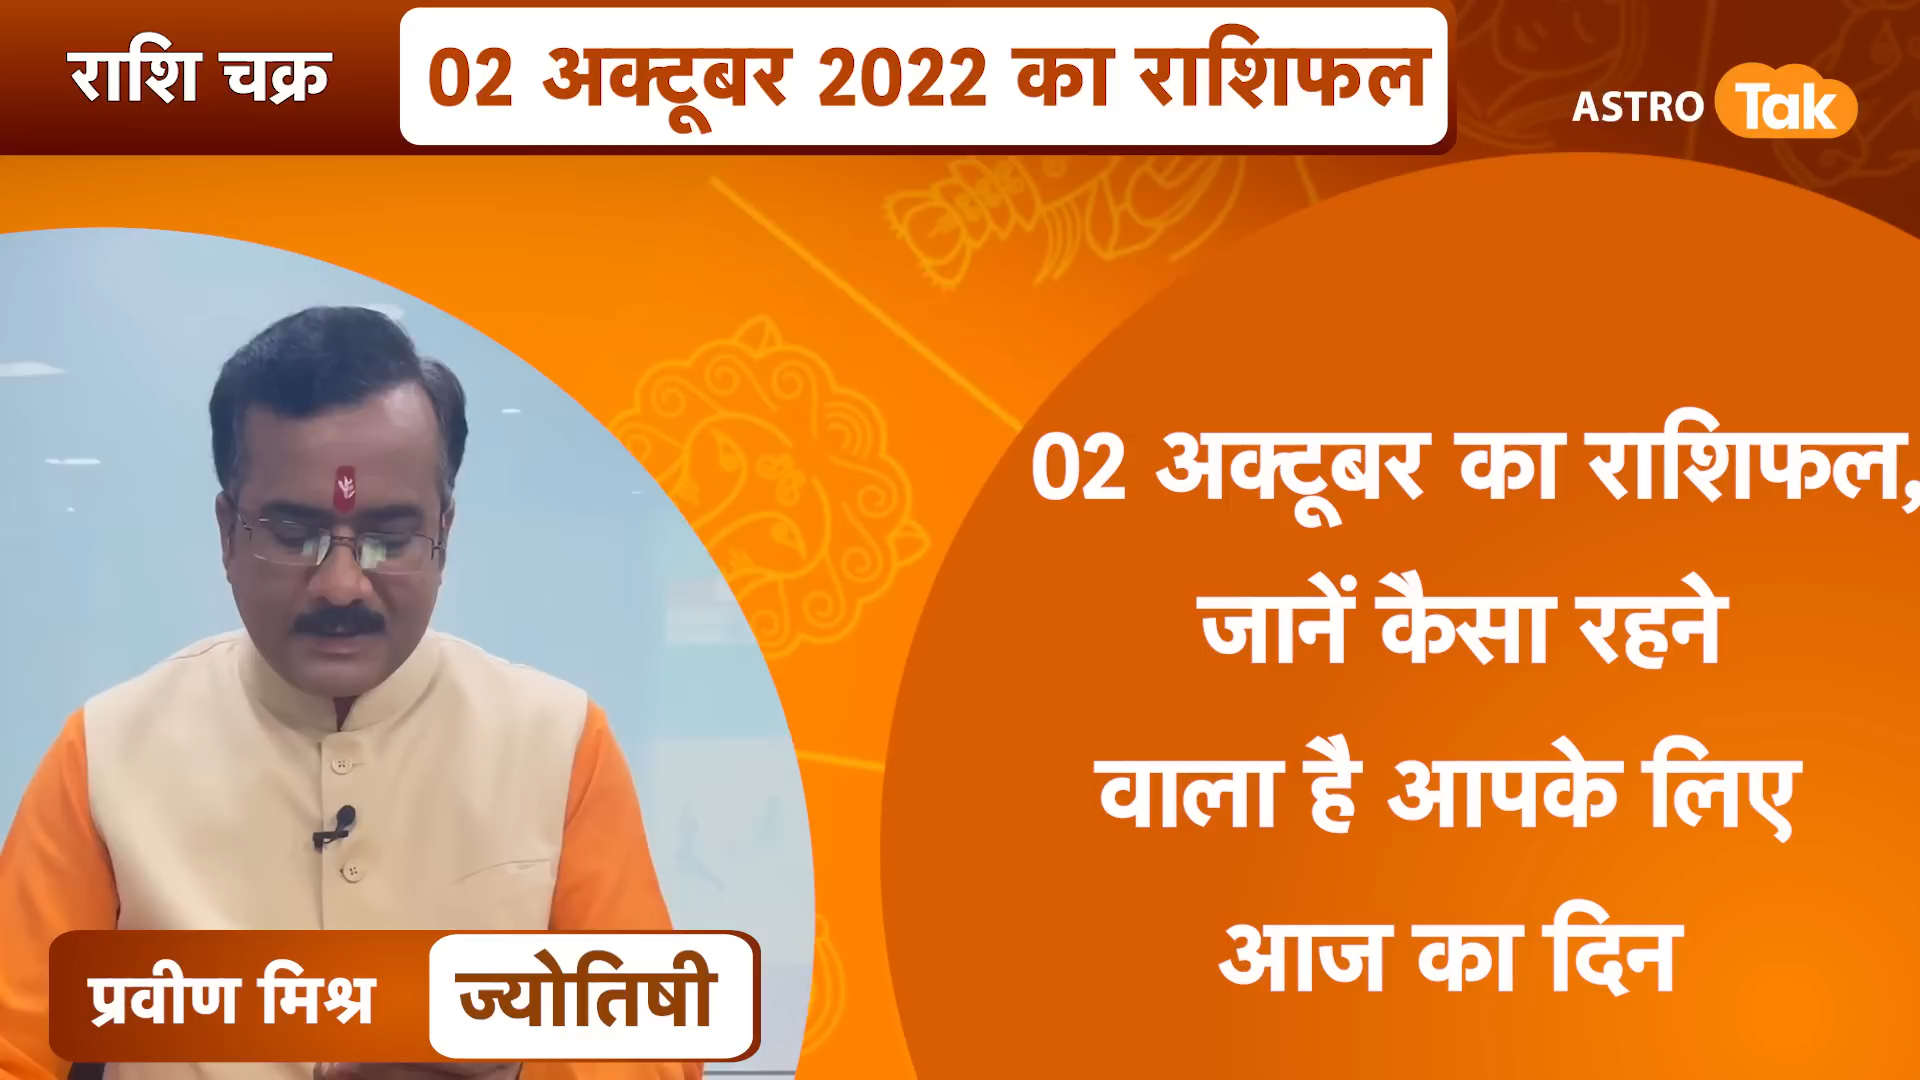 राशि चक्र
02 अक्टूबर 2022 का राशिफल
ASTRO Tak
02 अक्टूबर का राशिफल,
जानें कैसा रहने
वाला है आपके लिए
आज का दिन
प्रवीण मिश्र
ज्योतिषी